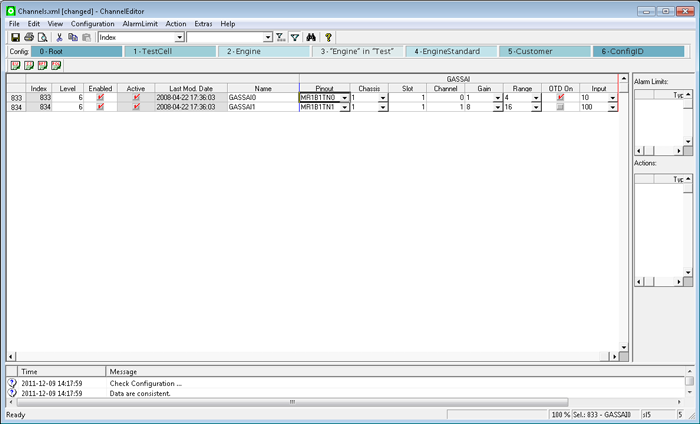 Channels.xml [changed] - ChannelEditor
File Edit View Configuration AlarmLimit Action Extras Help
Index
Config: 0 - Root 1 - TestCell 2 - Engine 3 - "Engine" in "Test" 4 - EngineStandard 5 - Customer 6 - ConfigID
GASSAI
Index Level Enabled Active Last Mod. Date Name Pinout Chassis Slot Channel Gain Range OTD On Input
833 833 6 2008-04-22 17:36:03 GASSAI0 MR1B1TN0 1 1 0 1 4 10
834 834 6 2008-04-22 17:36:03 GASSAI1 MR1B1TN1 1 1 1 8 16 100
Alarm Limits:
Actions:
Time Message
2011-12-09 14:17:59 Check Configuration ...
2011-12-09 14:17:59 Data are consistent.
Ready 100 % Sel.: 833 - GASSAI0 sl5 5